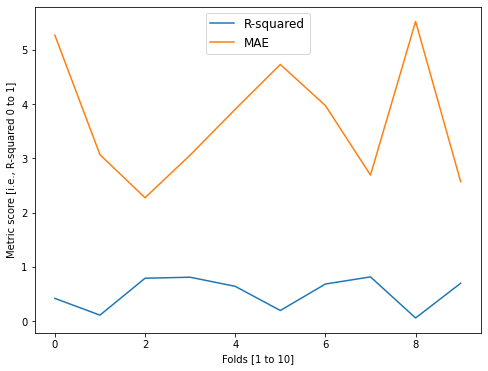 R-squared
MAE
Metric score [i.e., R-squared 0 to 1]
5
4
3
2
1
0
0 2 4 6 8
Folds [1 to 10]